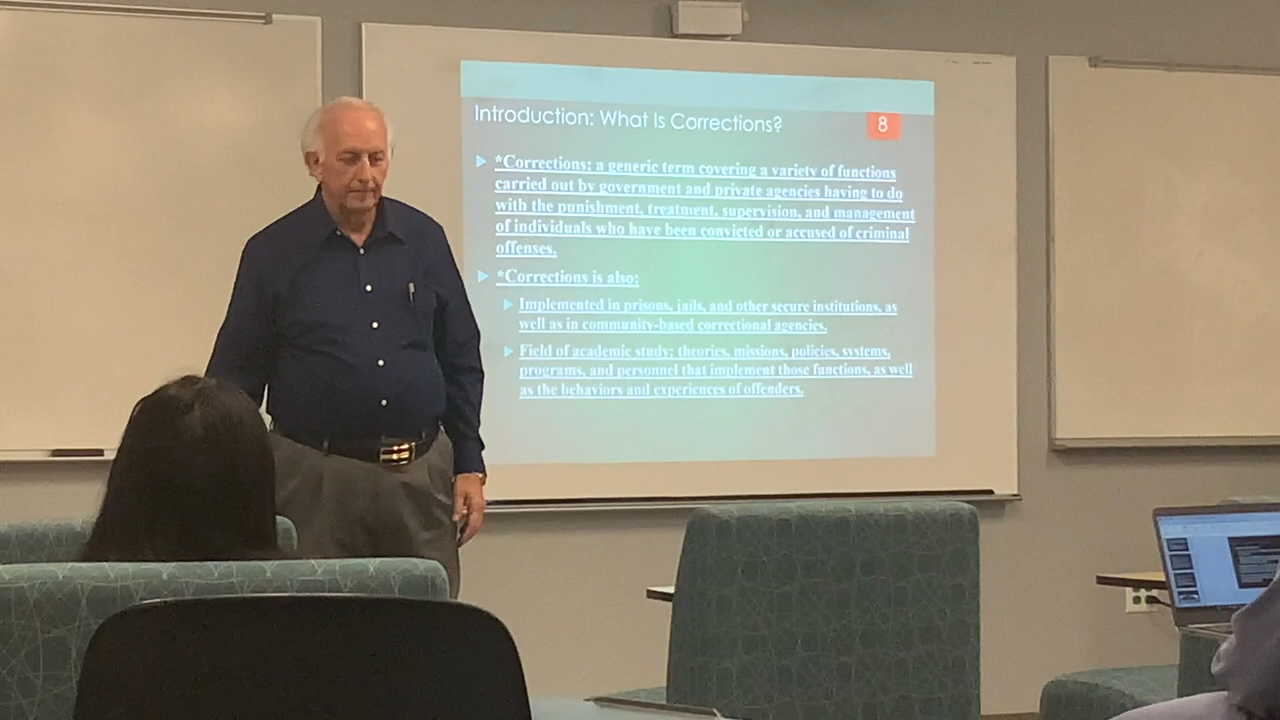 Introduction: What Is Corrections?
8
*Corrections: a generic term covering a variety of functions
carried out by government and private agencies having to do
with the punishment, treatment, supervision, and management
of individuals who have been convicted or accused of criminal
offenses.
*Corrections is also:
Implemented in prisons, jails, and other secure institutions, as
well as in community-based correctional agencies.
Field of academic study: theories, missions, policies, systems,
programs, and personnel that implement those functions, as well
as the behaviors and experiences of offenders.